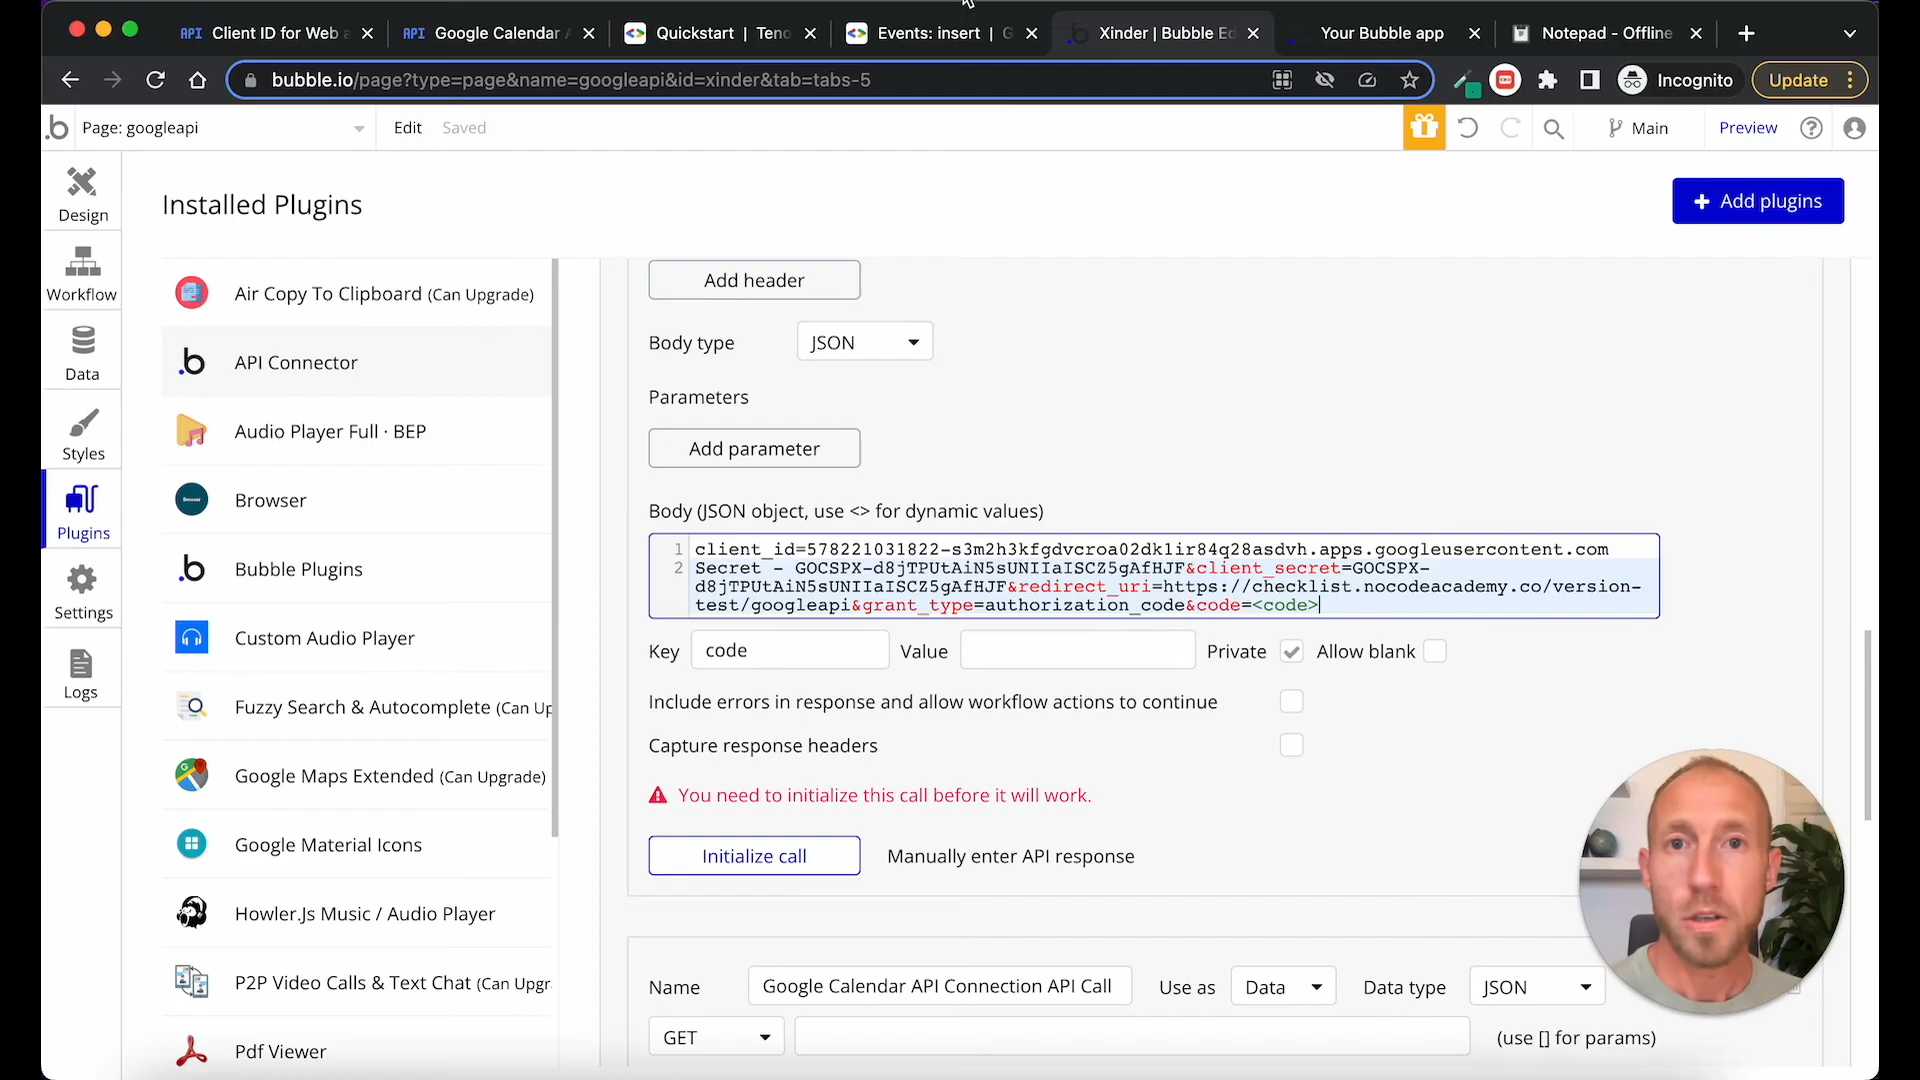 API Client ID for Web a
API Google Calendar A
Quickstart | Teno
Events: insert | G
Xinder | Bubble Ed
Your Bubble app
Notepad - Offline
bubble.io/page?type=page&name=googleapi&id=xinder&tab=tabs-5
Incognito
Update
.b Page: googleapi
Edit
Saved
Main
Preview
Design
Workflow
Data
Styles
Plugins
Settings
Logs
Installed Plugins
+ Add plugins
Air Copy To Clipboard (Can Upgrade)
API Connector
Audio Player Full · BEP
Browser
Bubble Plugins
Custom Audio Player
Fuzzy Search & Autocomplete (Can Up
Google Maps Extended (Can Upgrade)
Google Material Icons
Howler.Js Music / Audio Player
P2P Video Calls & Text Chat (Can Upgr
Pdf Viewer
Add header
Body type JSON
Parameters
Add parameter
Body (JSON object, use <> for dynamic values)
1 client_id=578221031822-s3m2h3kfgdvcroa02dk1ir84q28asdvh.apps.googleusercontent.com
2 Secret - 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&client_secret=GOCSPX-
d8jTPUtAiN5sUNIIaISCZ5gAfHJF&redirect_uri=https://checklist.nocodeacademy.co/version-
test/googleapi&grant_type=authorization_code&code=<code>
Key code Value Private Allow blank
Include errors in response and allow workflow actions to continue
Capture response headers
You need to initialize this call before it will work.
Initialize call Manually enter API response
Name Google Calendar API Connection API Call Use as Data Data type JSON
GET (use [] for params)